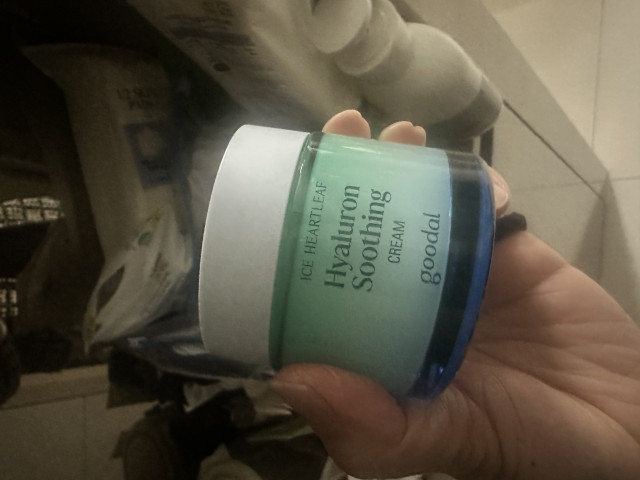 ICE HEARTLEAF
Hyaluron
Soothing
CREAM
goodal